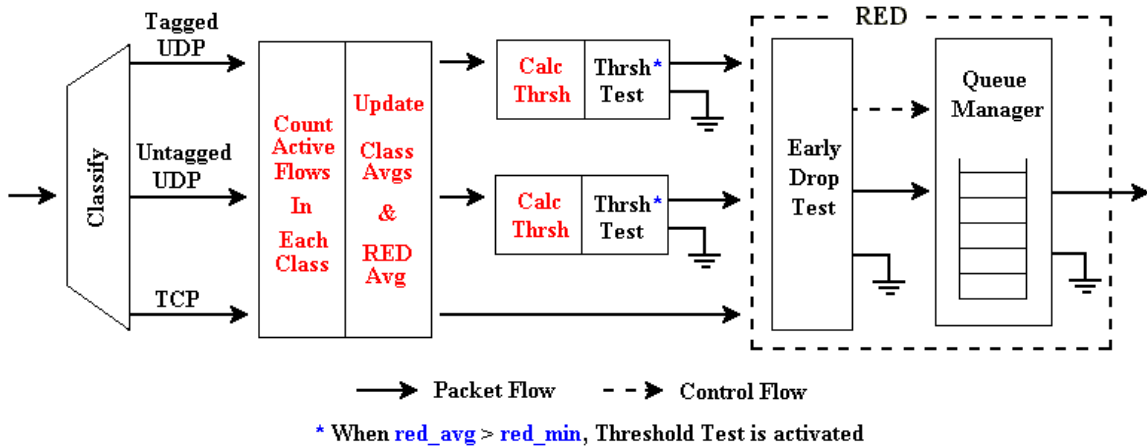 Tagged
UDP
RED
Classify
Untagged
UDP
TCP
Count
Active
Flows
In
Each
Class
Update
Class
Avgs
&
RED
Avg
Calc
Thrsh
Thrsh*
Test
Calc
Thrsh
Thrsh*
Test
Early
Drop
Test
Queue
Manager
Packet Flow
Control Flow
* When red_avg > red_min, Threshold Test is activated